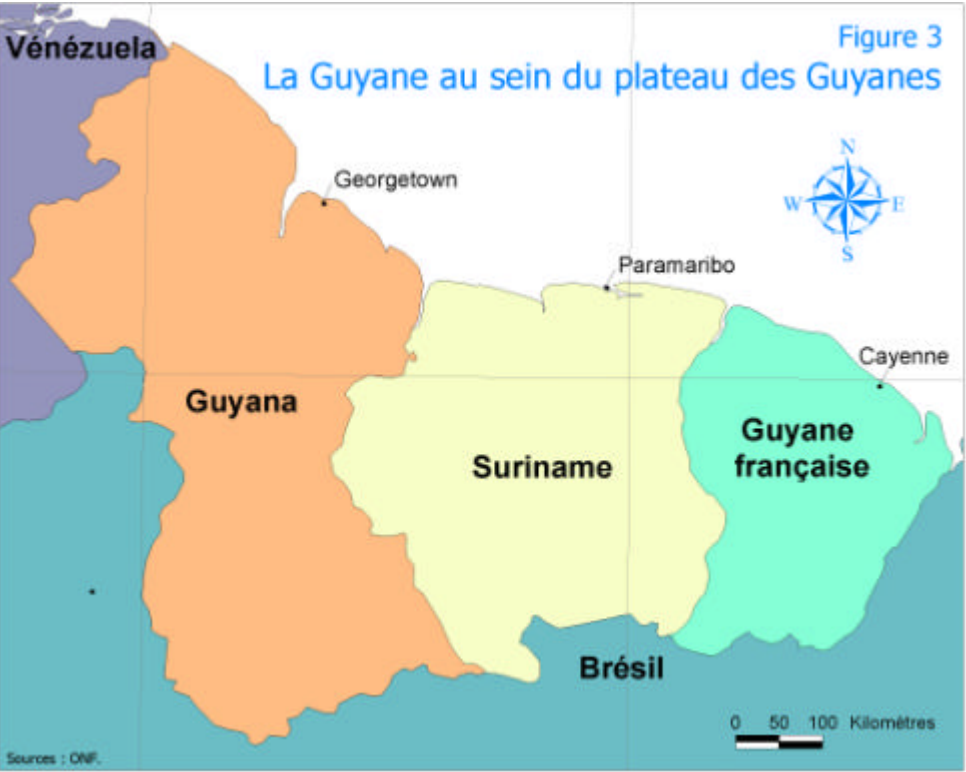 Vénézuela
Figure 3
La Guyane au sein du plateau des Guyanes
N
W E
S
Georgetown
Paramaribo
Cayenne
Guyana
Suriname
Guyane
française
Brésil
0 50 100 Kilomètres
Sources : ONF.